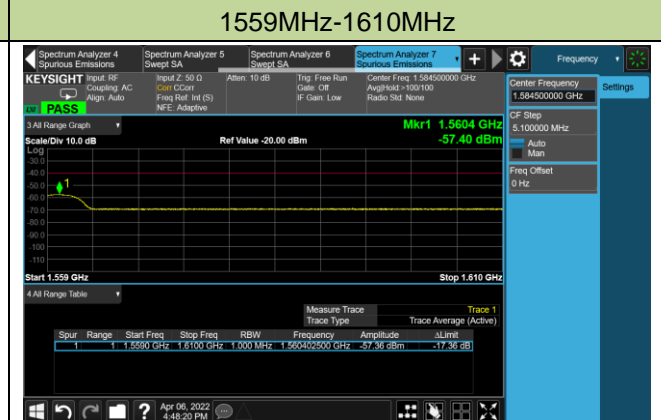 1559MHz-1610MHz
Spectrum Analyzer 4
Spurious Emissions
Spectrum Analyzer 5
Swept SA
Spectrum Analyzer 6
Swept SA
Spectrum Analyzer 7
Spurious Emissions
Frequency
KEYSIGHT
Input: RF
Coupling: AC
Align: Auto
Input Z: 50 Ω
Corr CCorr
Freq Ref: Int (S)
NFE: Adaptive
Atten: 10 dB
Trig: Free Run
Gate: Off
IF Gain: Low
Center Freq: 1.584500000 GHz
Avg|Hold:>100/100
Radio Std: None
PASS
Center Frequency
1.584500000 GHz
Settings
CF Step
5.100000 MHz
Auto
Man
Freq Offset
0 Hz
3 All Range Graph
Mkr1 1.5604 GHz
Scale/Div 10.0 dB
Ref Value -20.00 dBm
-57.40 dBm
Log
-30.0
-40.0
-50.0
1
-60.0
-70.0
-80.0
-90.0
-100
-110
Start 1.559 GHz
Stop 1.610 GHz
4 All Range Table
Measure Trace Trace 1
Trace Type Trace Average (Active)
Spur Range Start Freq Stop Freq RBW Frequency Amplitude ΔLimit
1 1 1.5590 GHz 1.6100 GHz 1.000 MHz 1.560402500 GHz -57.36 dBm -17.36 dB
?
Apr 06, 2022
4:48:20 PM